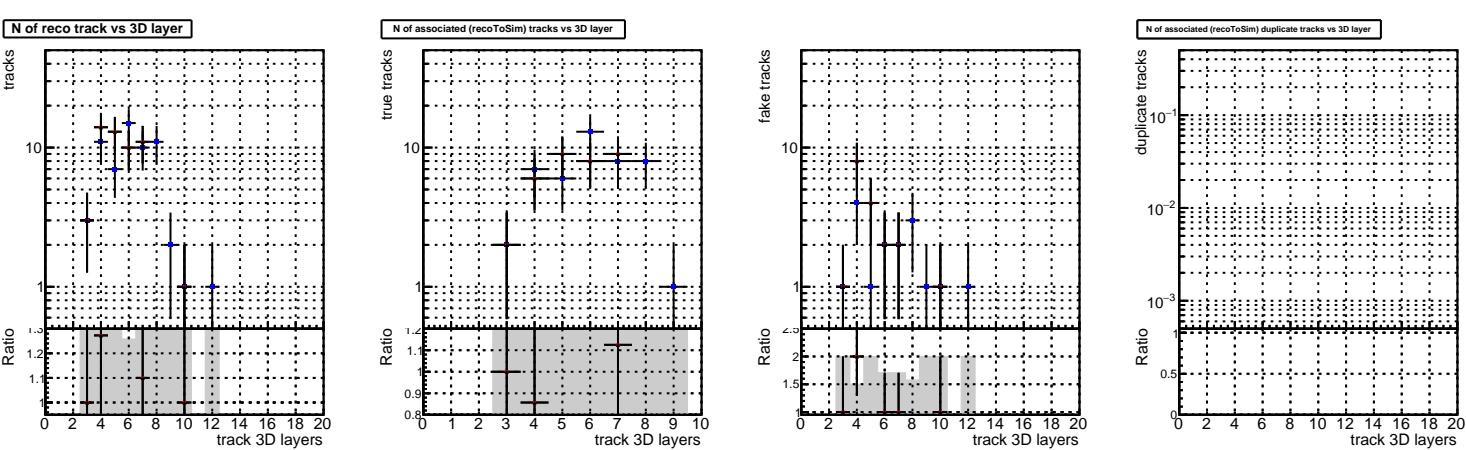 N of reco track vs 3D layer
tracks
10
1
Ratio
1.3
1.2
1.1
1
0 2 4 6 8 10 12 14 16 18 20
track 3D layers
N of associated (recoToSim) tracks vs 3D layer
true tracks
10
1
Ratio
1.2
1.1
1
0.9
0.8
0 1 2 3 4 5 6 7 8 9 10
track 3D layers
fake tracks
10
1
Ratio
2.5
2
1.5
1
0 2 4 6 8 10 12 14 16 18 20
track 3D layers
N of associated (recoToSim) duplicate tracks vs 3D layer
duplicate tracks
10⁻¹
10⁻²
10⁻³
Ratio
1
0.5
0
0 2 4 6 8 10 12 14 16 18 20
track 3D layers